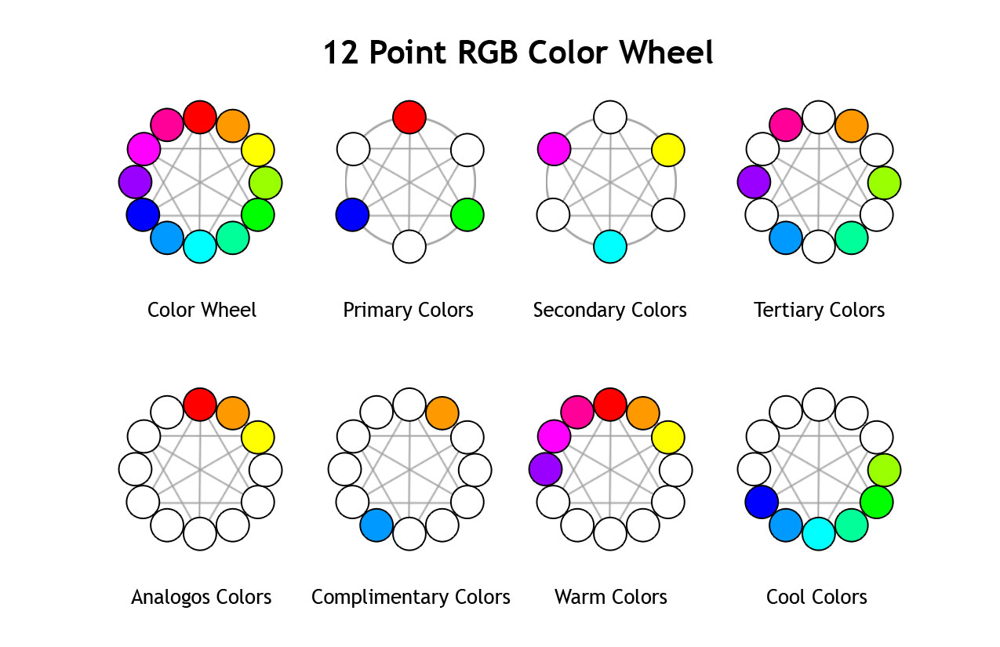 12 Point RGB Color Wheel
Color Wheel
Primary Colors
Secondary Colors
Tertiary Colors
Analogos Colors
Complimentary Colors
Warm Colors
Cool Colors